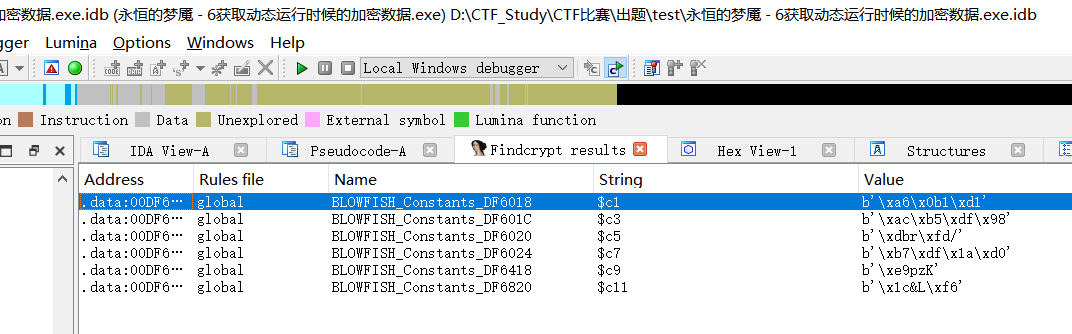 加密数据.exe.idb (永恒的梦魇 - 6获取动态运行时候的加密数据.exe) D:\CTF_Study\CTF比赛\出题\test\永恒的梦魇 - 6获取动态运行时候的加密数据.exe.idb
gger Lumina Options Windows Help
Local Windows debugger
on Instruction Data Unexplored External symbol Lumina function
IDA View-A Pseudocode-A Findcrypt results Hex View-1 Structures
Address Rules file Name String Value
.data:00DF6… global BLOWFISH_Constants_DF6018 $c1 b'\xa6\x0b1\xd1'
.data:00DF6… global BLOWFISH_Constants_DF601C $c3 b'\xac\xb5\xdf\x98'
.data:00DF6… global BLOWFISH_Constants_DF6020 $c5 b'\xdbr\xfd/'
.data:00DF6… global BLOWFISH_Constants_DF6024 $c7 b'\xb7\xdf\x1a\xd0'
.data:00DF6… global BLOWFISH_Constants_DF6418 $c9 b'\xe9pzK'
.data:00DF6… global BLOWFISH_Constants_DF6820 $c11 b'\x1c&L\xf6'